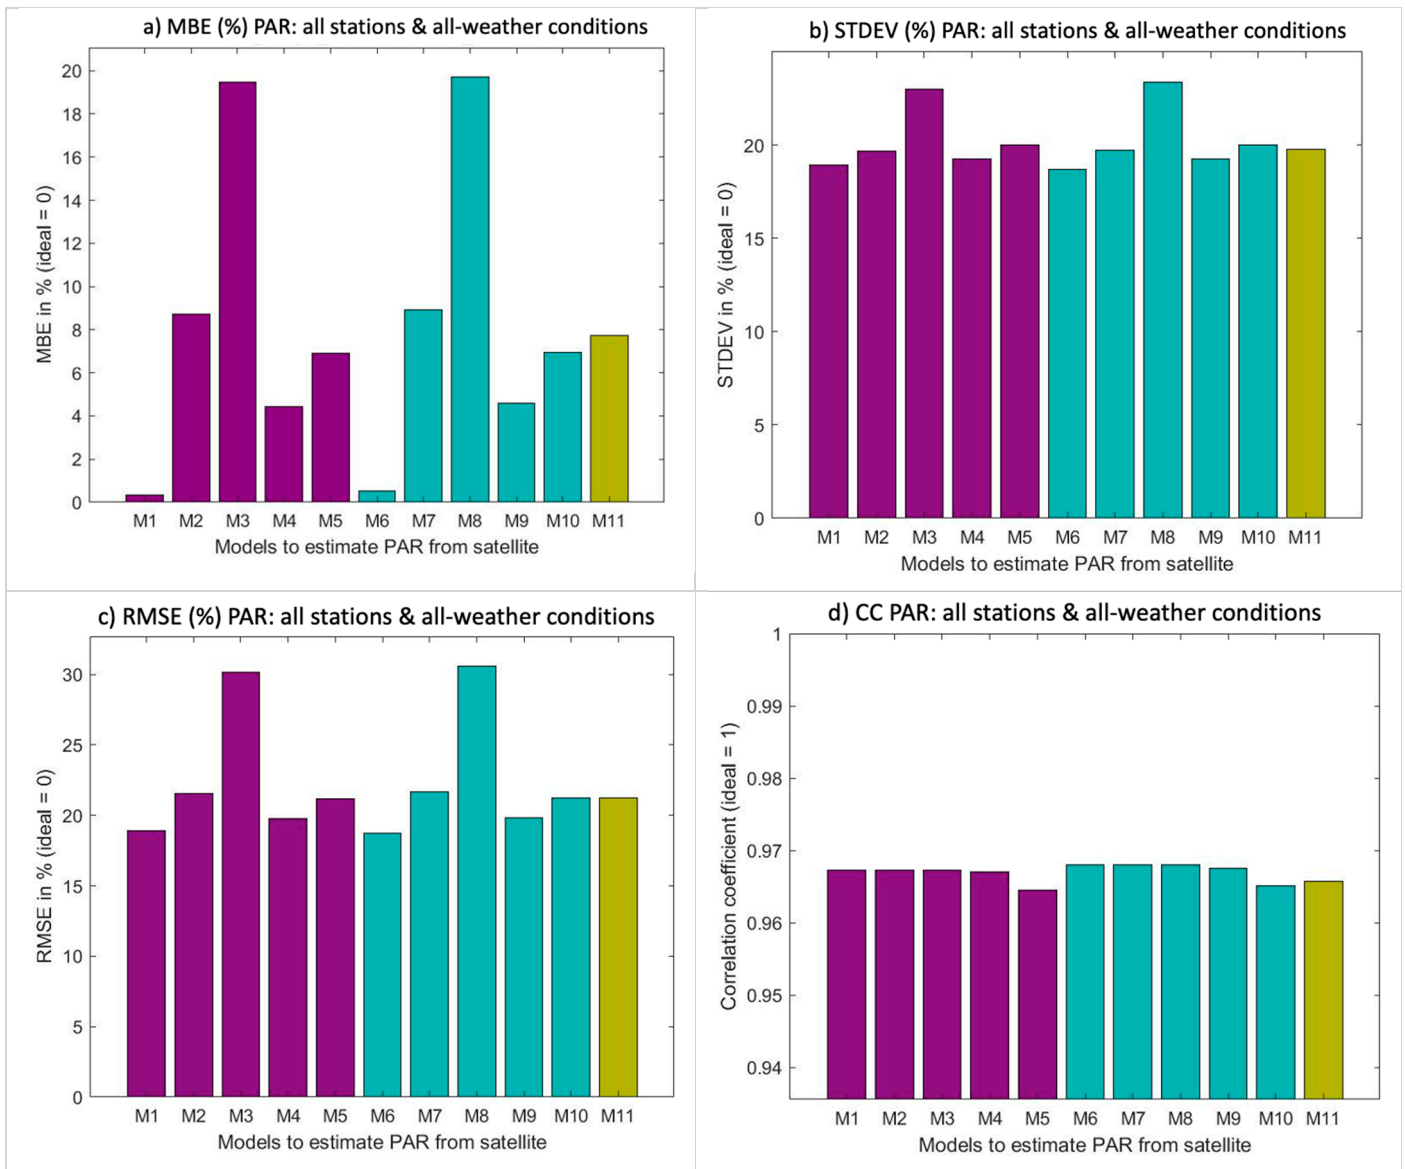 a) MBE (%) PAR: all stations & all-weather conditions
MBE in % (ideal = 0)
20
18
16
14
12
10
8
6
4
2
0
M1 M2 M3 M4 M5 M6 M7 M8 M9 M10 M11
Models to estimate PAR from satellite
b) STDEV (%) PAR: all stations & all-weather conditions
STDEV in % (ideal = 0)
20
15
10
5
0
M1 M2 M3 M4 M5 M6 M7 M8 M9 M10 M11
Models to estimate PAR from satellite
c) RMSE (%) PAR: all stations & all-weather conditions
RMSE in % (ideal = 0)
30
25
20
15
10
5
0
M1 M2 M3 M4 M5 M6 M7 M8 M9 M10 M11
Models to estimate PAR from satellite
d) CC PAR: all stations & all-weather conditions
Correlation coefficient (ideal = 1)
1
0.99
0.98
0.97
0.96
0.95
0.94
M1 M2 M3 M4 M5 M6 M7 M8 M9 M10 M11
Models to estimate PAR from satellite